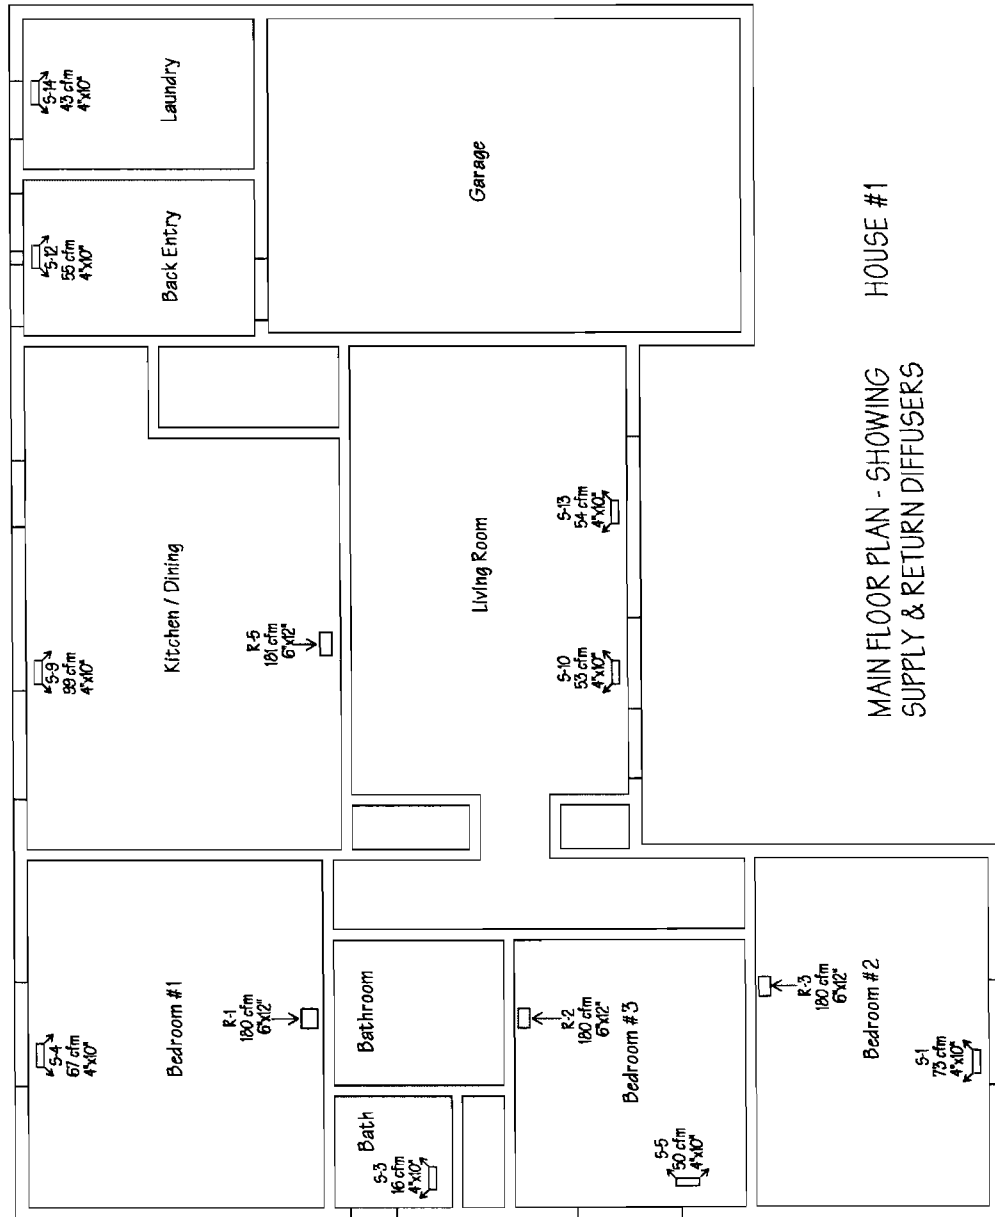 S-14
43 cfm
4"x10"
Laundry
S-12
55 cfm
4"x10"
Back Entry
Garage
HOUSE #1
S-9
99 cfm
4"x10"
Kitchen / Dining
R-5
181 cfm
6"x12"
Living Room
S-13
54 cfm
4"x10"
S-10
53 cfm
4"x10"
MAIN FLOOR PLAN - SHOWING
SUPPLY & RETURN DIFFUSERS
S-4
67 cfm
4"x10"
Bedroom #1
R-1
180 cfm
6"x12"
Bathroom
Bath
S-3
16 cfm
4"x10"
R-2
180 cfm
6"x12"
Bedroom #3
S-5
50 cfm
4"x10"
R-3
180 cfm
6"x12"
Bedroom #2
S-1
73 cfm
4"x10"